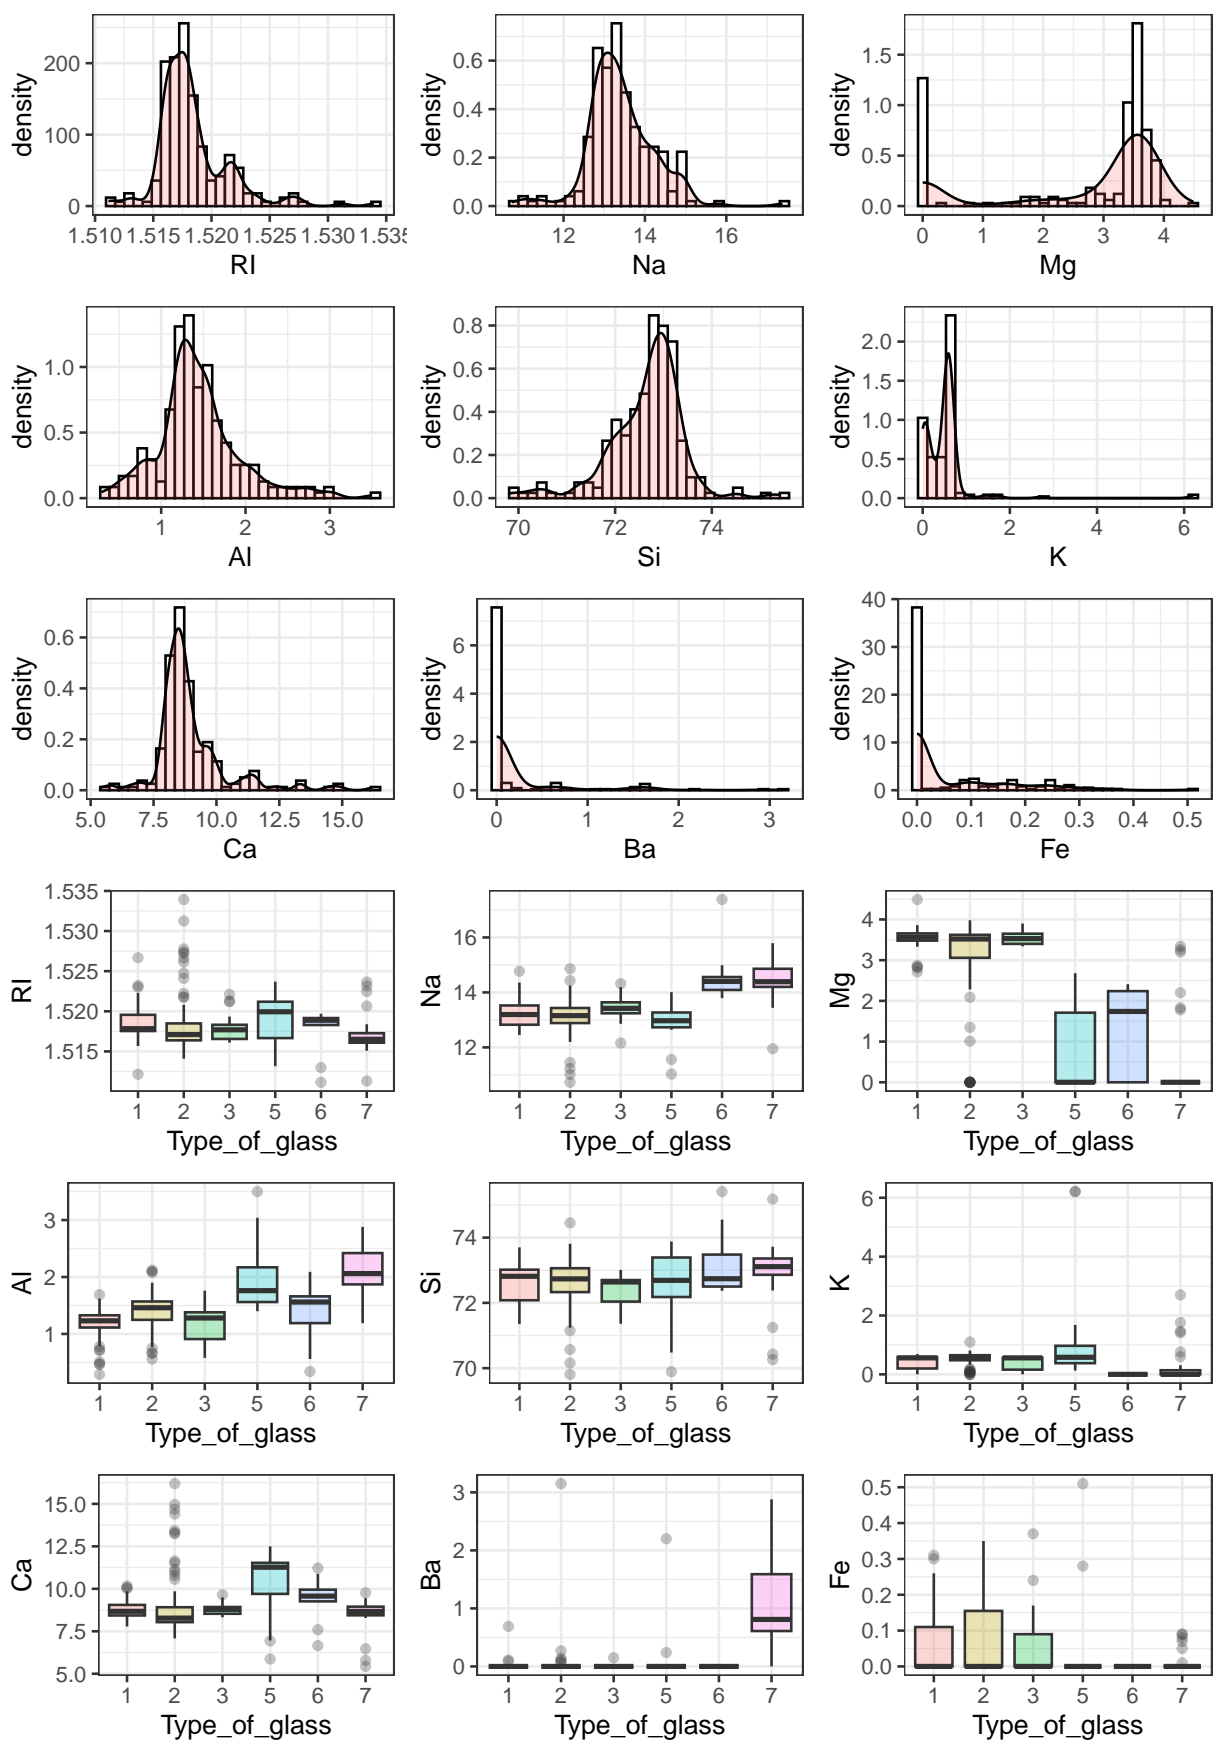 density
200
100
0
1.510 1.515 1.520 1.525 1.530 1.535
RI
density
0.6
0.4
0.2
0.0
12 14 16
Na
density
1.5
1.0
0.5
0.0
0 1 2 3 4
Mg
density
1.0
0.5
0.0
1 2 3
Al
density
0.8
0.6
0.4
0.2
0.0
70 72 74
Si
density
2.0
1.5
1.0
0.5
0.0
0 2 4 6
K
density
0.6
0.4
0.2
0.0
5.0 7.5 10.0 12.5 15.0
Ca
density
6
4
2
0
0 1 2 3
Ba
density
40
30
20
10
0
0.0 0.1 0.2 0.3 0.4 0.5
Fe
RI
1.535
1.530
1.525
1.520
1.515
1 2 3 5 6 7
Type_of_glass
Na
16
14
12
1 2 3 5 6 7
Type_of_glass
Mg
4
3
2
1
0
1 2 3 5 6 7
Type_of_glass
Al
3
2
1
1 2 3 5 6 7
Type_of_glass
Si
74
72
70
1 2 3 5 6 7
Type_of_glass
K
6
4
2
0
1 2 3 5 6 7
Type_of_glass
Ca
15.0
12.5
10.0
7.5
5.0
1 2 3 5 6 7
Type_of_glass
Ba
3
2
1
0
1 2 3 5 6 7
Type_of_glass
Fe
0.5
0.4
0.3
0.2
0.1
0.0
1 2 3 5 6 7
Type_of_glass